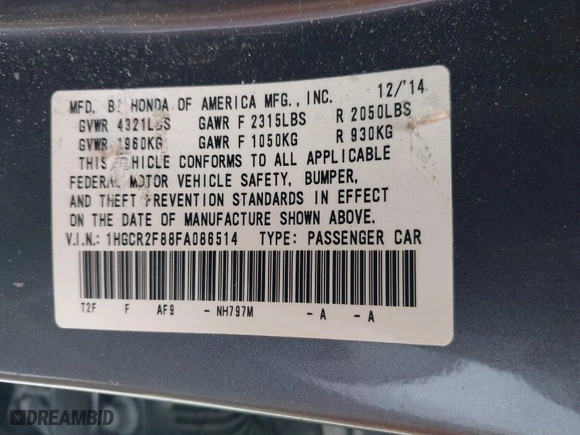 MFD. BY HONDA OF AMERICA MFG., INC. 12/'14
GVWR 4321LBS GAWR F 2315LBS R 2050LBS
GVWR 1960KG GAWR F 1050KG R 930KG
THIS VEHICLE CONFORMS TO ALL APPLICABLE
FEDERAL MOTOR VEHICLE SAFETY, BUMPER,
AND THEFT PREVENTION STANDARDS IN EFFECT
ON THE DATE OF MANUFACTURE SHOWN ABOVE.
V.I.N.: 1HGCR2F88FA086514 TYPE: PASSENGER CAR
T2F F AF9 - NH797M - A - A
DREAMBID